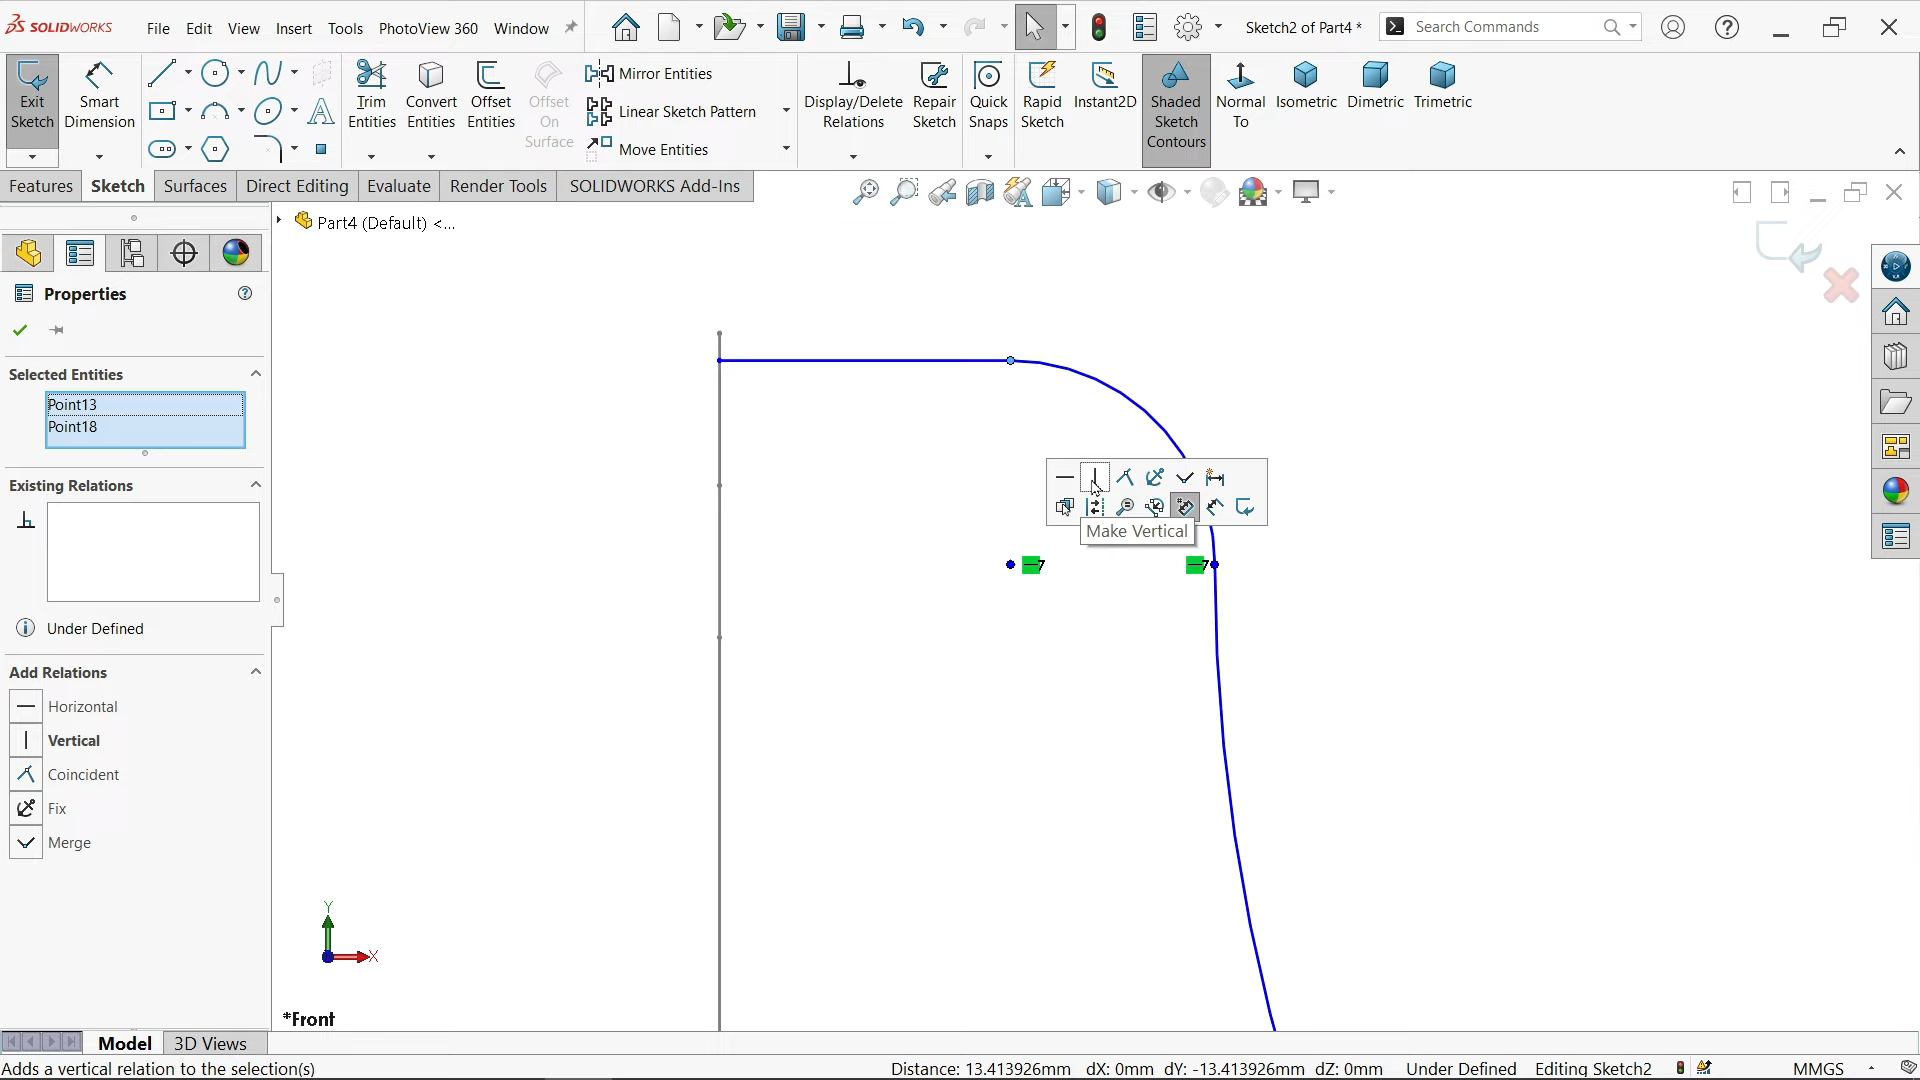 SOLIDWORKS File Edit View Insert Tools PhotoView 360 Window Sketch2 of Part4 * Search Commands
Exit Sketch
Smart Dimension
Trim Entities
Convert Entities
Offset Entities
Offset On Surface
Mirror Entities
Linear Sketch Pattern
Move Entities
Display/Delete Relations
Repair Sketch
Quick Snaps
Rapid Sketch
Instant2D
Shaded Sketch Contours
Normal To
Isometric
Dimetric
Trimetric
Features Sketch Surfaces Direct Editing Evaluate Render Tools SOLIDWORKS Add-Ins
Part4 (Default) <...
Properties
Selected Entities
Point13
Point18
Existing Relations
Under Defined
Add Relations
Horizontal
Vertical
Coincident
Fix
Merge
Make Vertical
7
7
Y
X
*Front
Model 3D Views
Adds a vertical relation to the selection(s) Distance: 13.413926mm dX: 0mm dY: -13.413926mm dZ: 0mm Under Defined Editing Sketch2 MMGS